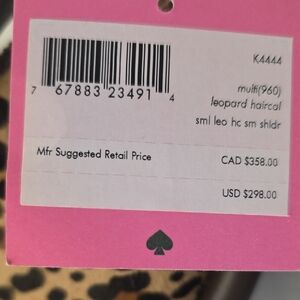 K4444
7 67883 23491 4
multi(960)
leopard haircal
sml leo hc sm shldr
Mfr Suggested Retail Price CAD $358.00
USD $298.00